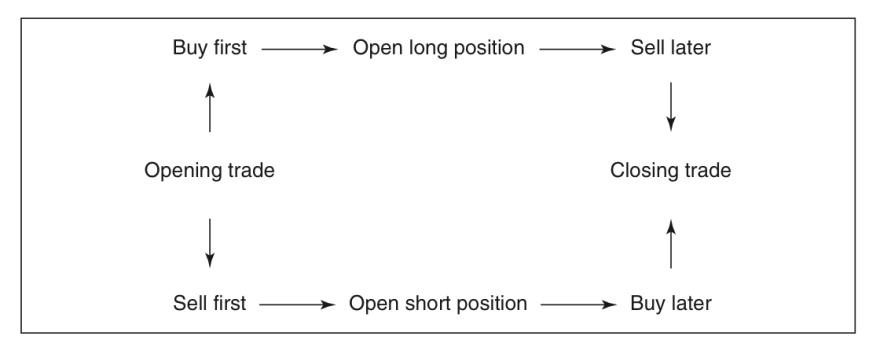 Buy first
Open long position
Sell later
Opening trade
Closing trade
Sell first
Open short position
Buy later